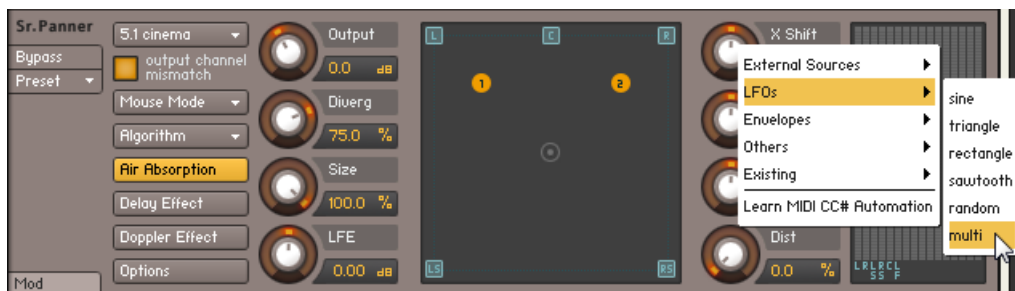 Sr.Panner
Bypass
Preset
Mod
5.1 cinema
output channel
mismatch
Mouse Mode
Algorithm
Air Absorption
Delay Effect
Doppler Effect
Options
Output
0.0 dB
Diverg
75.0 %
Size
100.0 %
LFE
0.00 dB
L
C
R
1
2
LS
RS
X Shift
External Sources
LFOs
Envelopes
Others
Existing
Learn MIDI CC# Automation
sine
triangle
rectangle
sawtooth
random
multi
Dist
0.0 %
LRLRCL
SS F